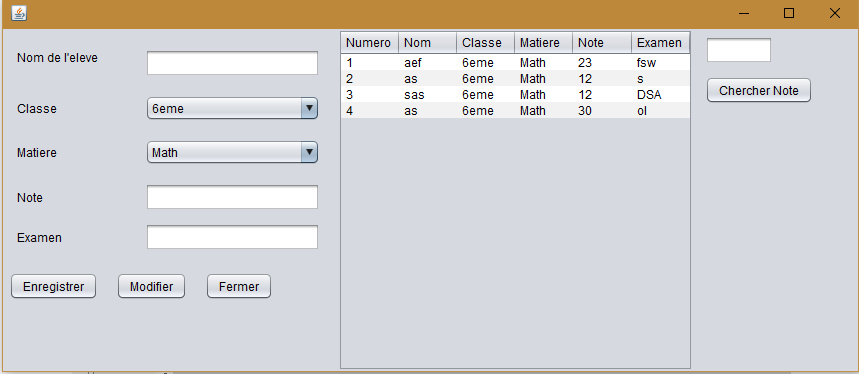 Nom de l'eleve
Classe 6eme
Matiere Math
Note
Examen
Enregistrer Modifier Fermer
Numero Nom Classe Matiere Note Examen
1 aef 6eme Math 23 fsw
2 as 6eme Math 12 s
3 sas 6eme Math 12 DSA
4 as 6eme Math 30 ol
Chercher Note